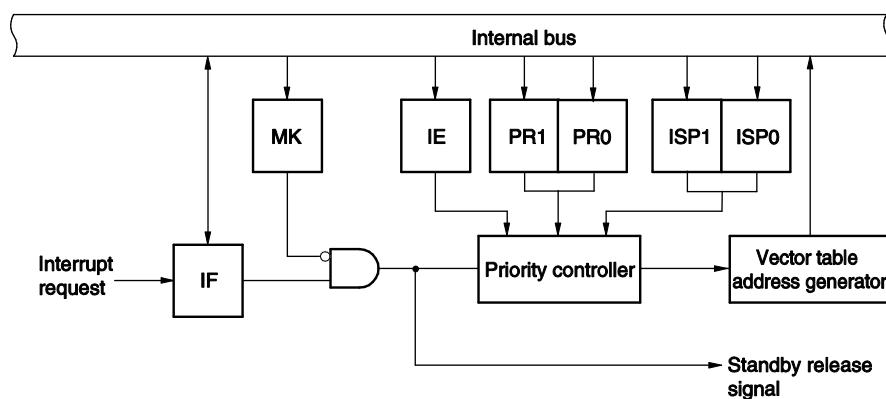 Internal bus
MK
IE
PR1
PR0
ISP1
ISP0
Interrupt
request
IF
Priority controller
Vector table
address generator
Standby release
signal